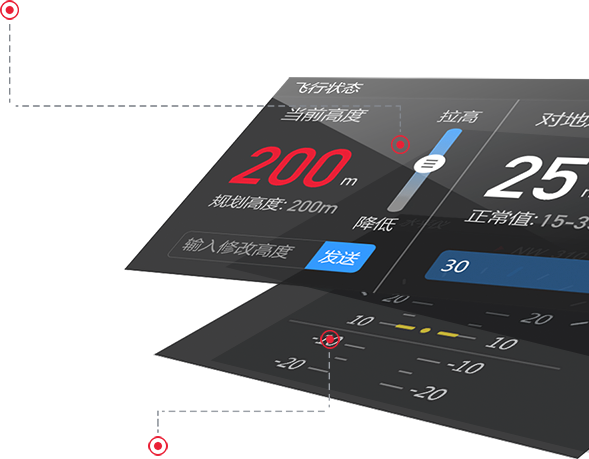 飞行状态
当前高度
拉高
对地
200m
25
规划高度: 200m
降低
正常值: 15-3
输入修改高度
发送
30
20
20
10
10
-10
-10
-20
-20